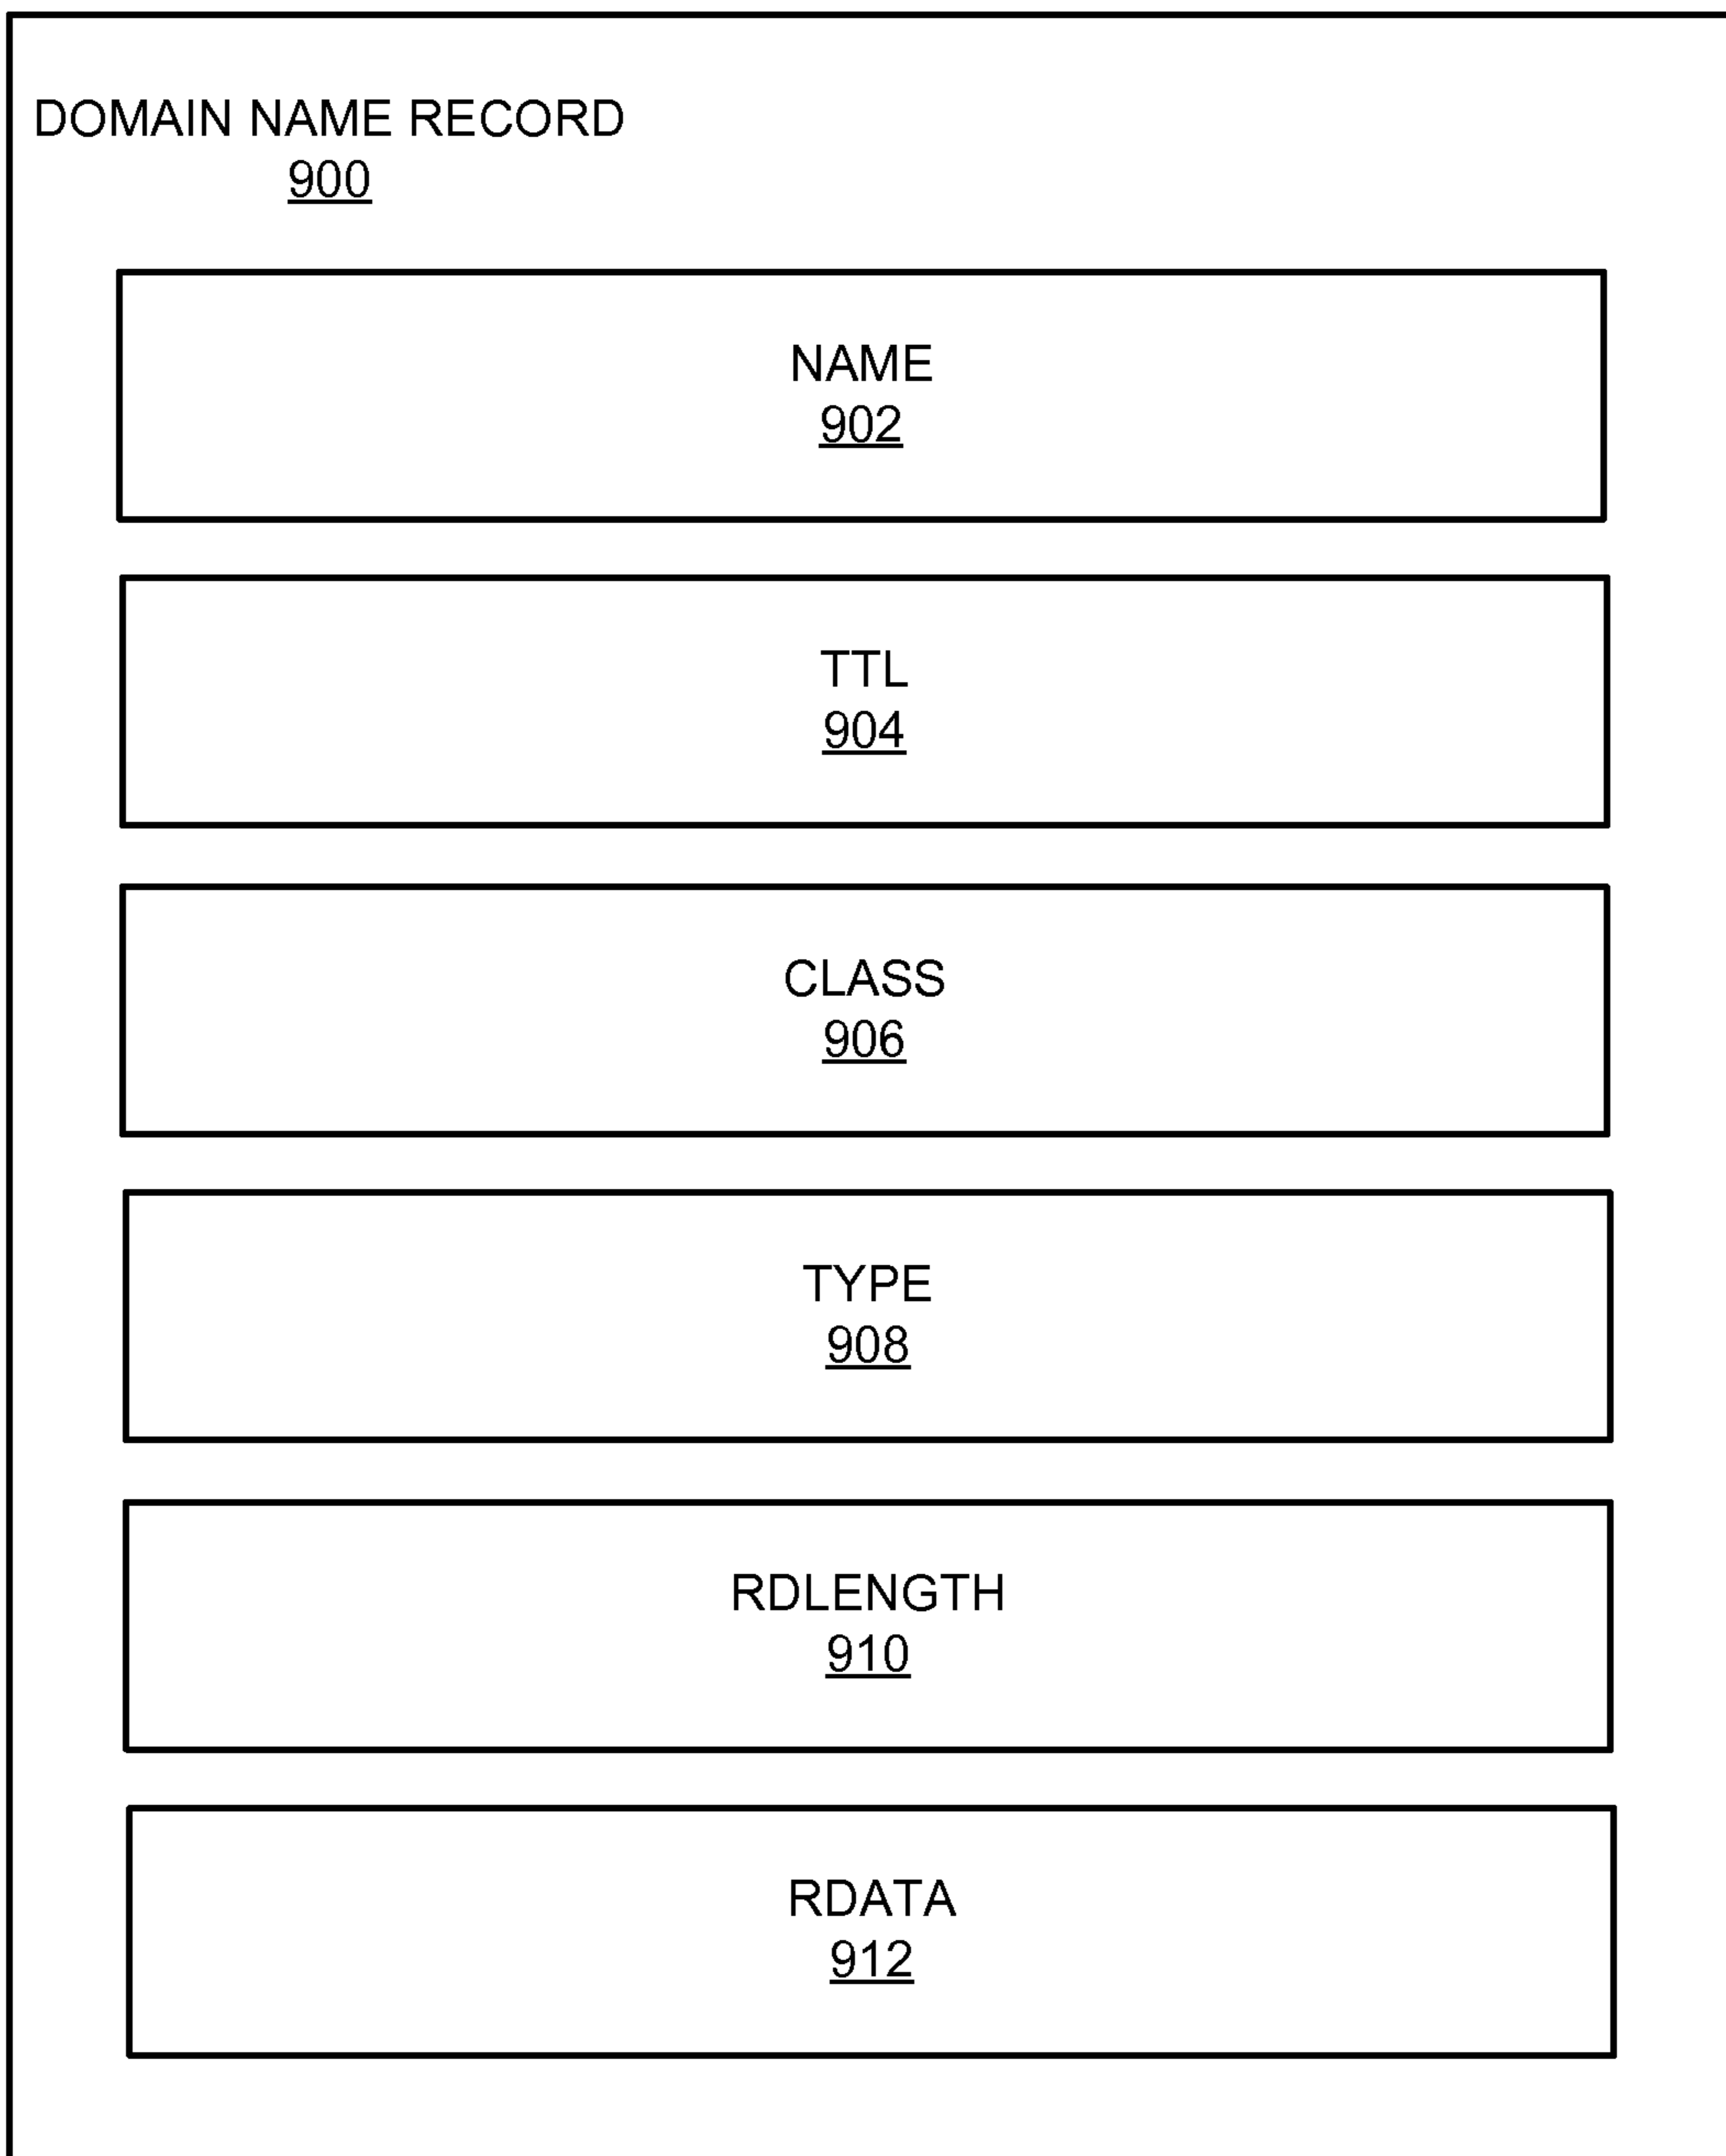 DOMAIN NAME RECORD
900
NAME
902
TTL
904
CLASS
906
TYPE
908
RDLENGTH
910
RDATA
912